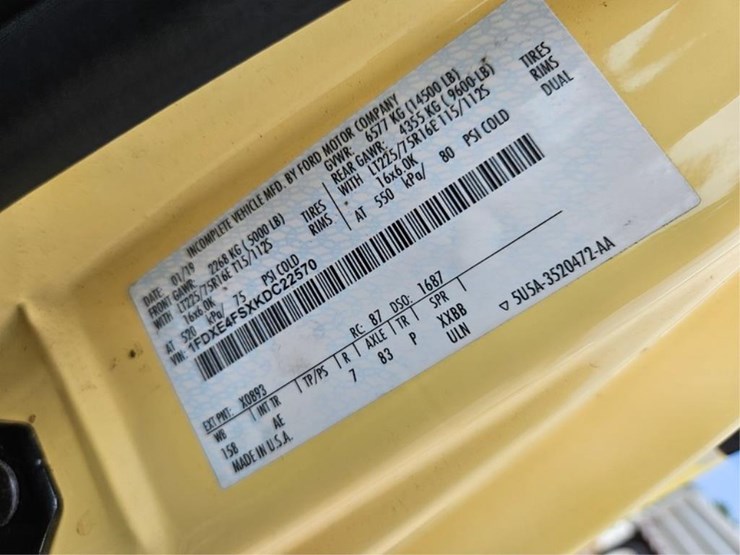 INCOMPLETE VEHICLE MFD. BY FORD MOTOR COMPANY
DATE: 01/19 GVWR: 6577 KG (14500 LB)
FRONT GAWR: 2268 KG (5000 LB) REAR GAWR: 4355 KG (9600-LB)
WITH LT225/75R16E 115/112S TIRES WITH LT225/75R16E 115/112S TIRES
16x6.0K RIMS 16x6.0K RIMS
AT 520 kPa/ 75 PSI COLD AT 550 kPa/ 80 PSI COLD DUAL
VIN: 1FDXE4FSXKDC22570
EXT PNT: X0893 RC: 87 DSO: 1687
WB INT TR TP/PS R AXLE TR SPR
158 AE 7 83 P XXBB
ULN
MADE IN U.S.A. 5U5A-3520472-AA